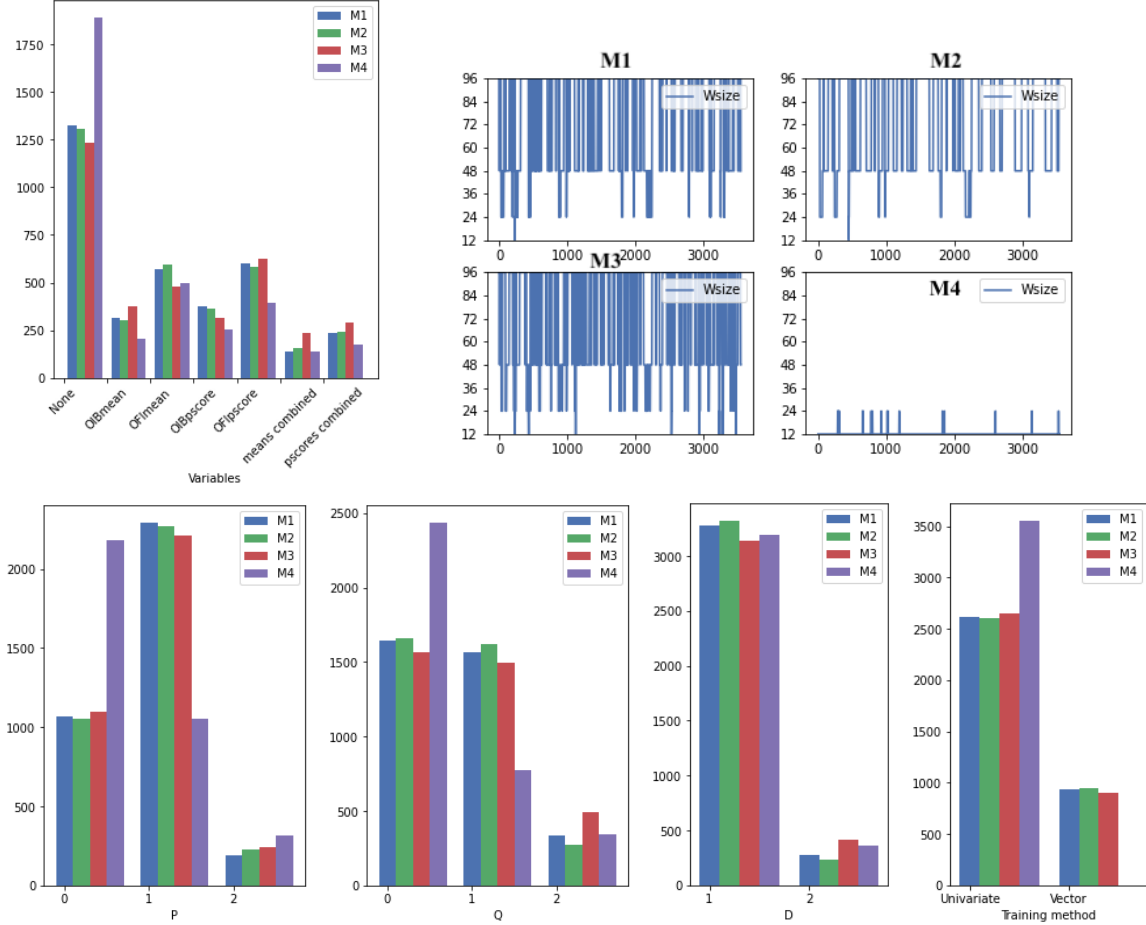 1750
1500
1250
1000
750
500
250
0
M1
M2
M3
M4
None
OIBmean
OFImean
OIBpscore
OFIpscore
means combined
pscores combined
Variables
M1
96
84
72
60
48
36
24
12
Wsize
0 1000 2000 3000
M2
96
84
72
60
48
36
24
12
Wsize
0 1000 2000 3000
M3
96
84
72
60
48
36
24
12
Wsize
0 1000 2000 3000
M4
96
84
72
60
48
36
24
12
Wsize
0 1000 2000 3000
2000
1500
1000
500
0
M1
M2
M3
M4
0 1 2
P
2500
2000
1500
1000
500
0
M1
M2
M3
M4
0 1 2
Q
3000
2500
2000
1500
1000
500
0
M1
M2
M3
M4
1 2
D
3500
3000
2500
2000
1500
1000
500
0
M1
M2
M3
M4
Univariate Vector
Training method